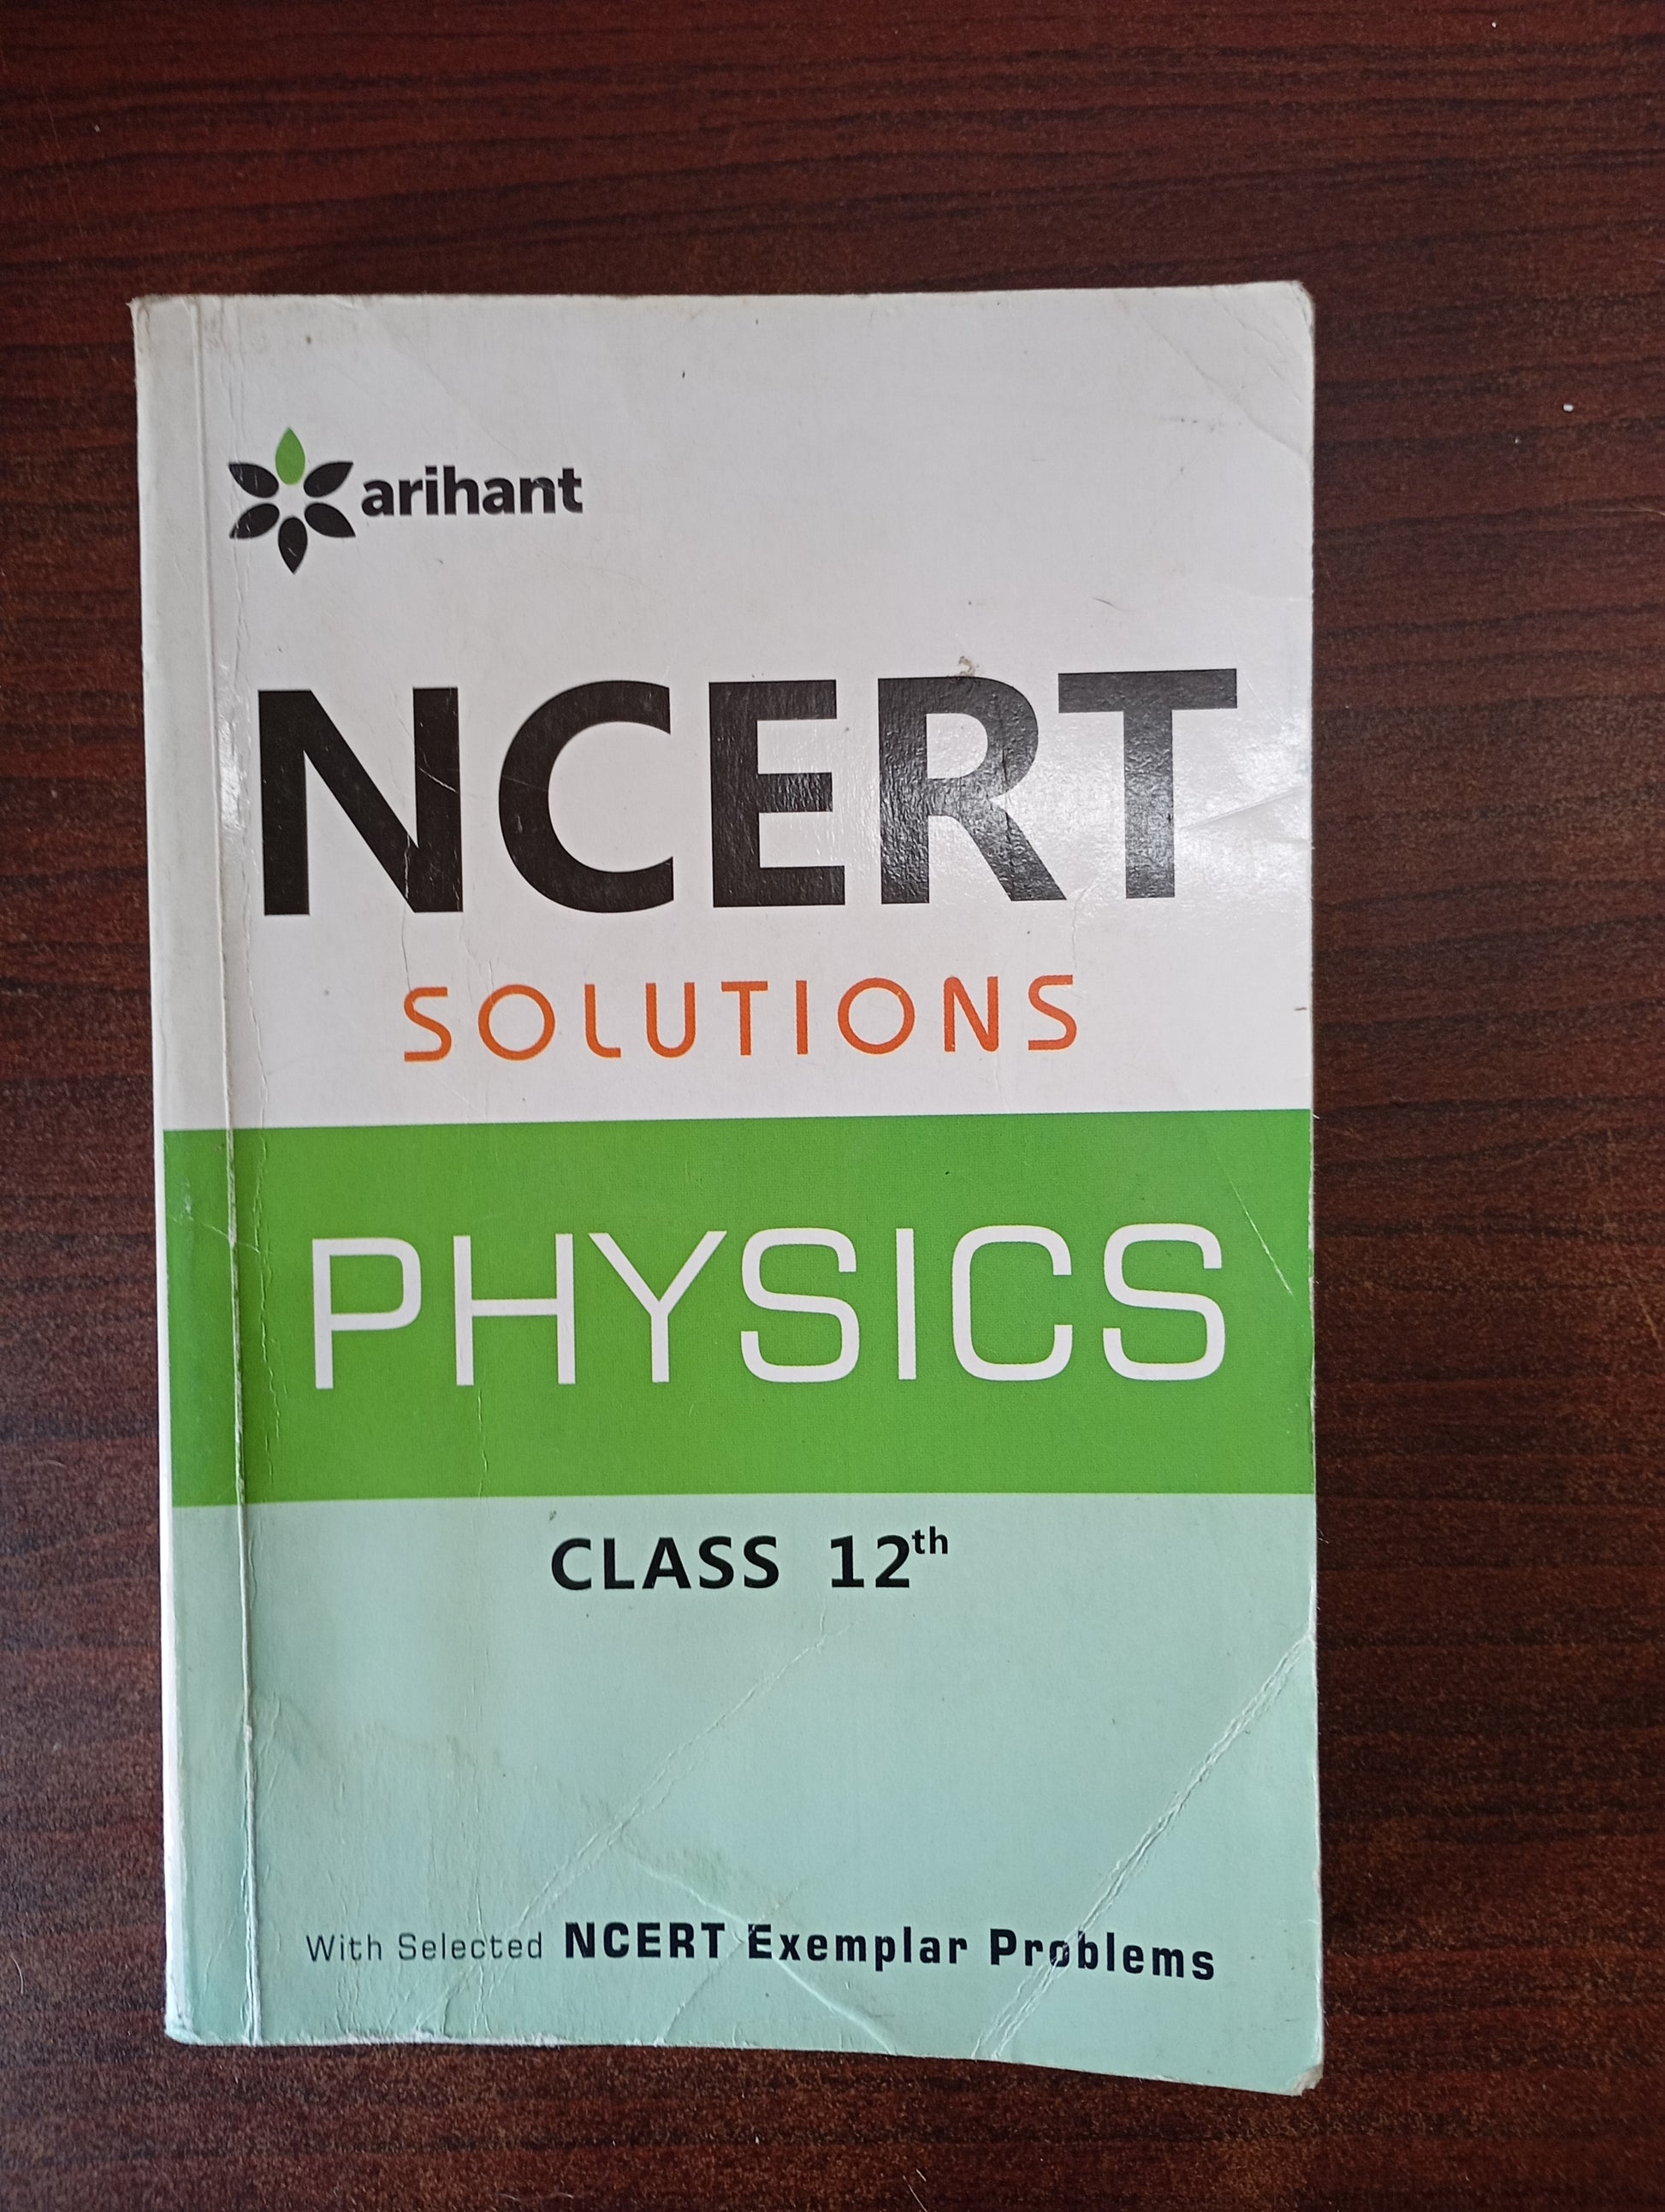 arihant
NCERT
SOLUTIONS
PHYSICS
CLASS 12th
With Selected NCERT Exemplar Problems